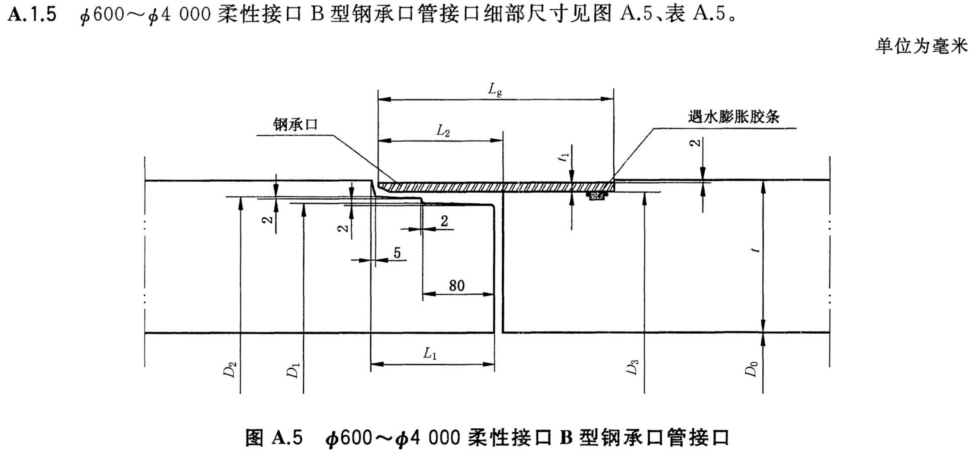 A.1.5 ϕ600～ϕ4 000 柔性接口 B 型钢承口管接口细部尺寸见图 A.5、表 A.5。
单位为毫米
Lg
钢承口
L2
遇水膨胀胶条
t1
2
2
2
2
5
t
80
L1
D2
D1
D3
D0
图 A.5 ϕ600～ϕ4 000 柔性接口 B 型钢承口管接口